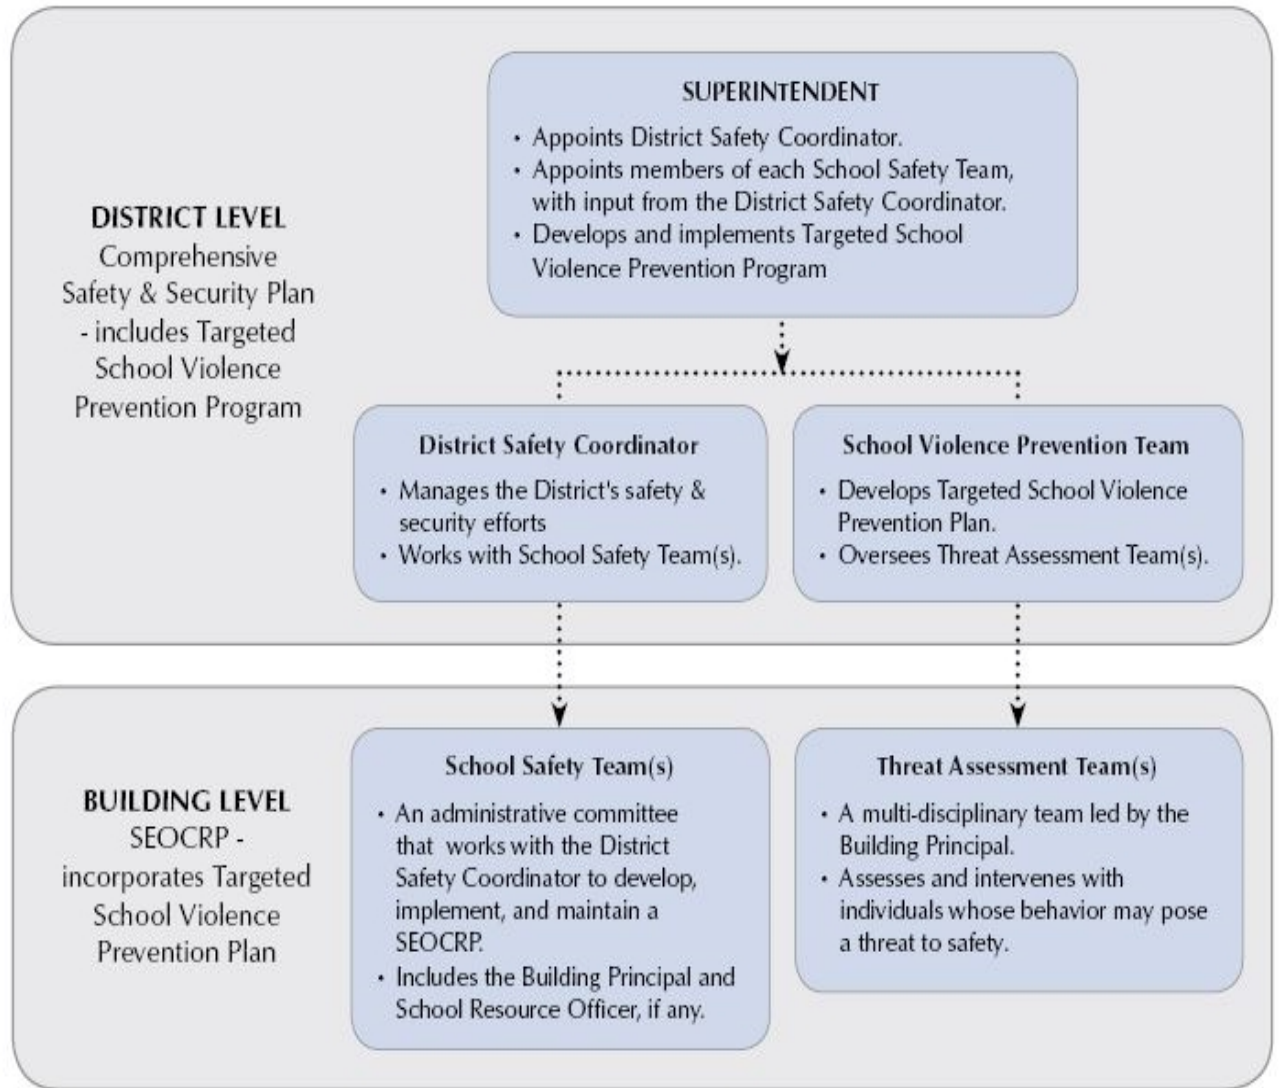 SUPERINTENDENT
• Appoints District Safety Coordinator.
• Appoints members of each School Safety Team,
with input from the District Safety Coordinator.
• Develops and implements Targeted School
Violence Prevention Program
DISTRICT LEVEL
Comprehensive
Safety & Security Plan
- includes Targeted
School Violence
Prevention Program
District Safety Coordinator
• Manages the District's safety &
security efforts
• Works with School Safety Team(s).
School Violence Prevention Team
• Develops Targeted School Violence
Prevention Plan.
• Oversees Threat Assessment Team(s).
BUILDING LEVEL
SEOCRP -
incorporates Targeted
School Violence
Prevention Plan
School Safety Team(s)
• An administrative committee
that works with the District
Safety Coordinator to develop,
implement, and maintain a
SEOCRP.
• Includes the Building Principal and
School Resource Officer, if any.
Threat Assessment Team(s)
• A multi-disciplinary team led by the
Building Principal.
• Assesses and intervenes with
individuals whose behavior may pose
a threat to safety.